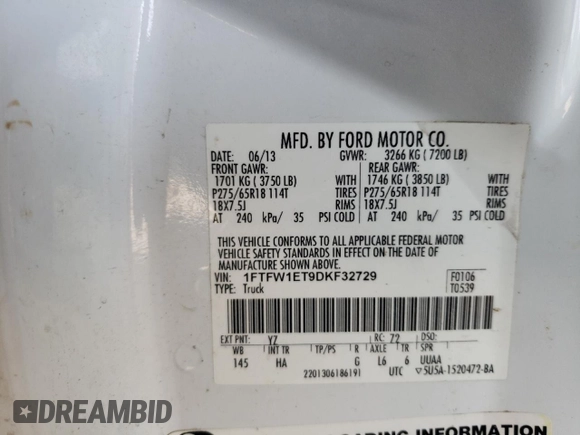 MFD. BY FORD MOTOR CO.
DATE: 06/13 GVWR: 3266 KG ( 7200 LB)
FRONT GAWR: REAR GAWR:
1701 KG ( 3750 LB) WITH 1746 KG ( 3850 LB) WITH
P275/65R18 114T TIRES P275/65R18 114T TIRES
18X7.5J RIMS 18X7.5J RIMS
AT 240 kPa/ 35 PSI COLD AT 240 kPa/ 35 PSI COLD
THIS VEHICLE CONFORMS TO ALL APPLICABLE FEDERAL MOTOR
VEHICLE SAFETY STANDARDS IN EFFECT ON THE DATE OF
MANUFACTURE SHOWN ABOVE.
VIN: 1FTFW1ET9DKF32729 F0106
TYPE: Truck T0539
EXT PNT: YZ RC: 72 DSO:
WB INT TR TP/PS R AXLE TR SPR
145 HA G L6 6 UUAA
2201306186191 UTC 5U5A-1520472-BA
LOADING INFORMATION
DREAMBID